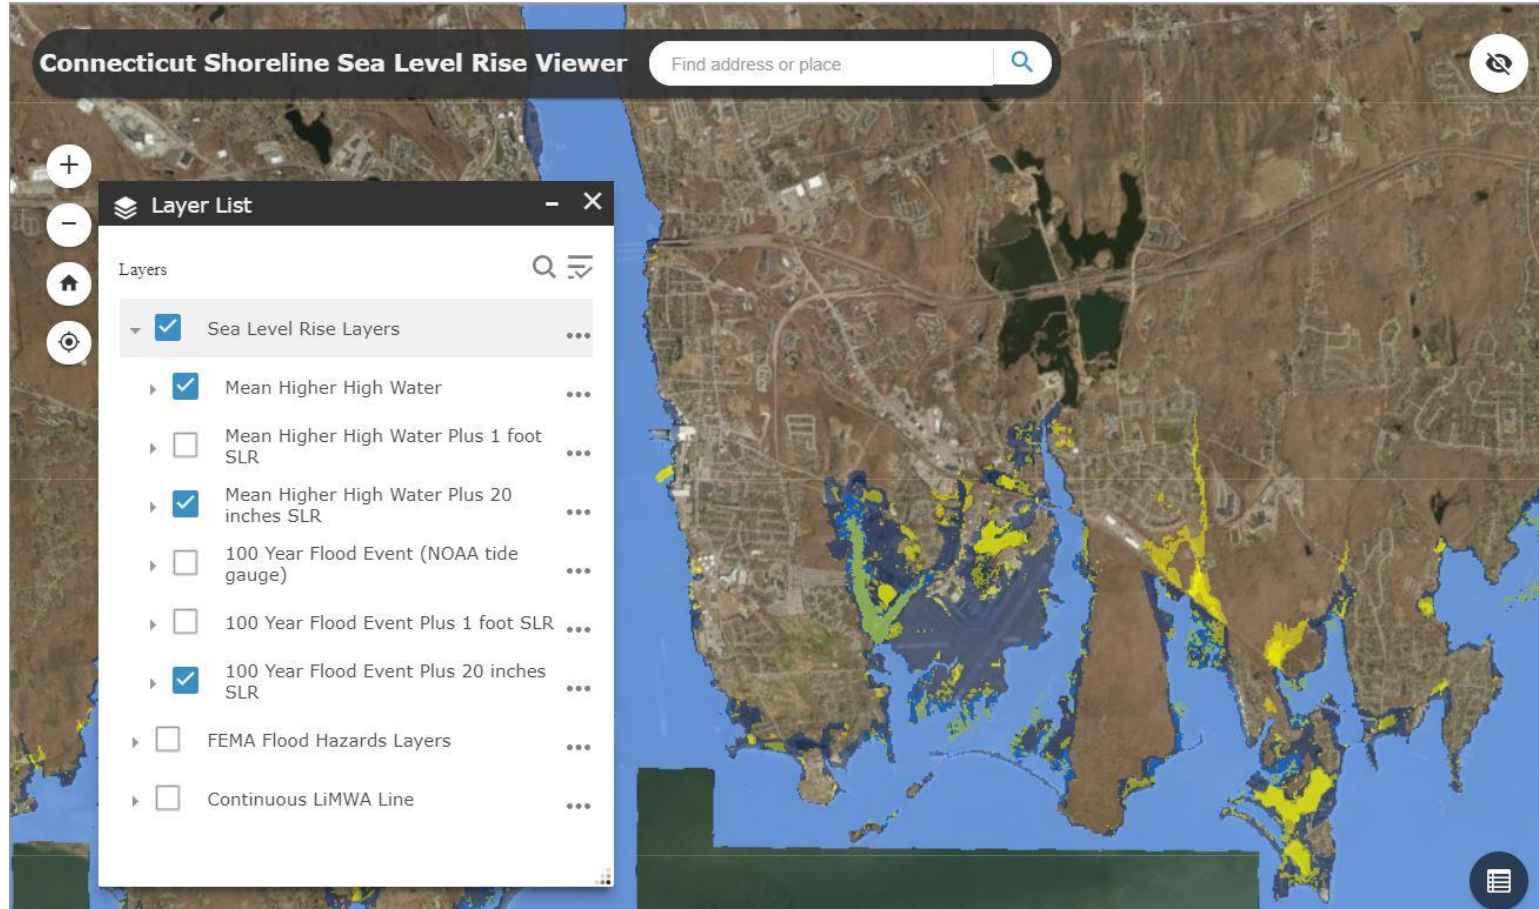 Connecticut Shoreline Sea Level Rise Viewer
Find address or place
Layer List
Layers
Sea Level Rise Layers
Mean Higher High Water
Mean Higher High Water Plus 1 foot
SLR
Mean Higher High Water Plus 20
inches SLR
100 Year Flood Event (NOAA tide
gauge)
100 Year Flood Event Plus 1 foot SLR
100 Year Flood Event Plus 20 inches
SLR
FEMA Flood Hazards Layers
Continuous LiMWA Line